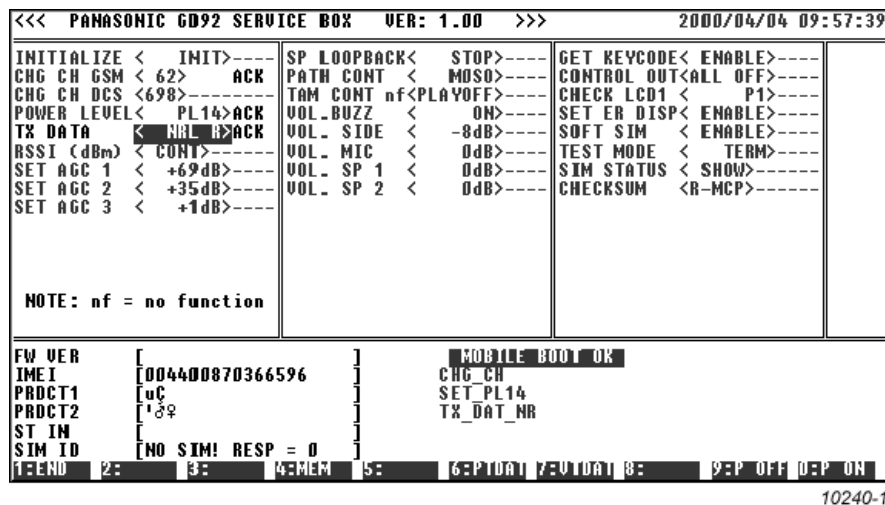 <<< PANASONIC GD92 SERVICE BOX VER: 1.00 >>> 2000/04/04 09:57:39
INITIALIZE < INIT>----
CHG CH GSM < 62> ACK
CHG CH DCS <698>---------
POWER LEVEL< PL14>ACK
TX DATA < NRL R>ACK
RSSI (dBm) < CONT>-------
SET AGC 1 < +69dB>----
SET AGC 2 < +35dB>----
SET AGC 3 < +1dB>----
NOTE: nf = no function
SP LOOPBACK< STOP>----
PATH CONT < M0S0>----
TAM CONT nf<PLAYOFF>----
VOL_BUZZ < ON>----
VOL_ SIDE < -8dB>----
VOL_ MIC < 0dB>----
VOL_ SP 1 < 0dB>----
VOL_ SP 2 < 0dB>----
GET KEYCODE< ENABLE>----
CONTROL OUT<ALL OFF>----
CHECK LCD1 < P1>----
SET ER DISP< ENABLE>----
SOFT SIM < ENABLE>----
TEST MODE < TERM>----
SIM STATUS < SHOW>------
CHECKSUM <R-MCP>------
FW VER [ ]
IMEI [004400870366596 ]
PRDCT1 [uÇ ]
PRDCT2 ['♂♀ ]
ST IN [ ]
SIM ID [NO SIM! RESP = 0 ]
MOBILE BOOT OK
CHG_CH
SET_PL14
TX_DAT_NR
1:END 2: 3: 4:MEM 5: 6:PTDAT 7:VTDAT 8: 9:P OFF 0:P ON
10240-1